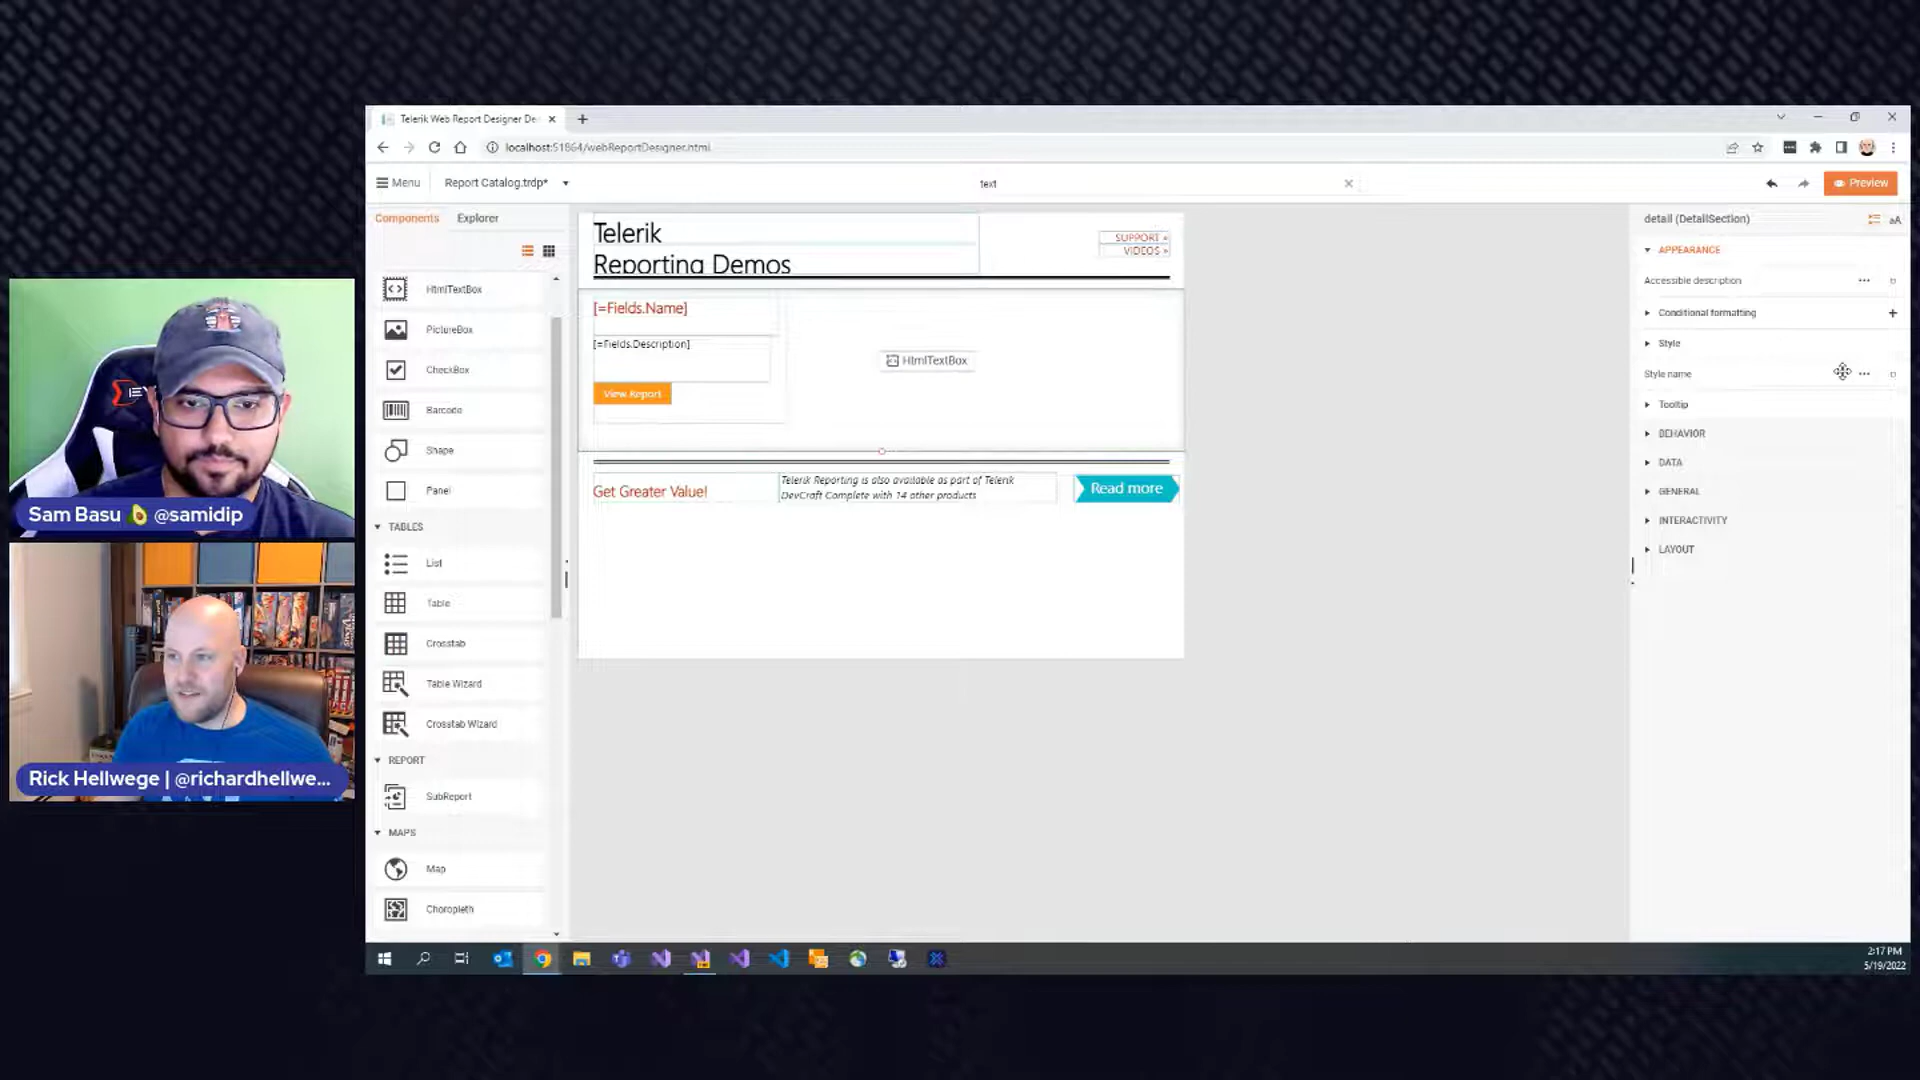 Telerik Web Report Designer De
localhost:51864/webReportDesigner.html
Menu
Report Catalog.trdp*
text
Preview
Components
Explorer
HtmlTextBox
PictureBox
CheckBox
Barcode
Shape
Panel
TABLES
List
Table
Crosstab
Table Wizard
Crosstab Wizard
REPORT
SubReport
MAPS
Map
Choropleth
Telerik
Reporting Demos
SUPPORT »
VIDEOS »
[=Fields.Name]
[=Fields.Description]
View Report
HtmlTextBox
Get Greater Value!
Telerik Reporting is also available as part of Telerik
DevCraft Complete with 14 other products
Read more
detail (DetailSection)
aA
APPEARANCE
Accessible description
Conditional formatting
Style
Style name
Tooltip
BEHAVIOR
DATA
GENERAL
INTERACTIVITY
LAYOUT
Sam Basu 🥑 @samidip
Rick Hellwege | @richardhellwe...
2:17 PM
5/19/2022